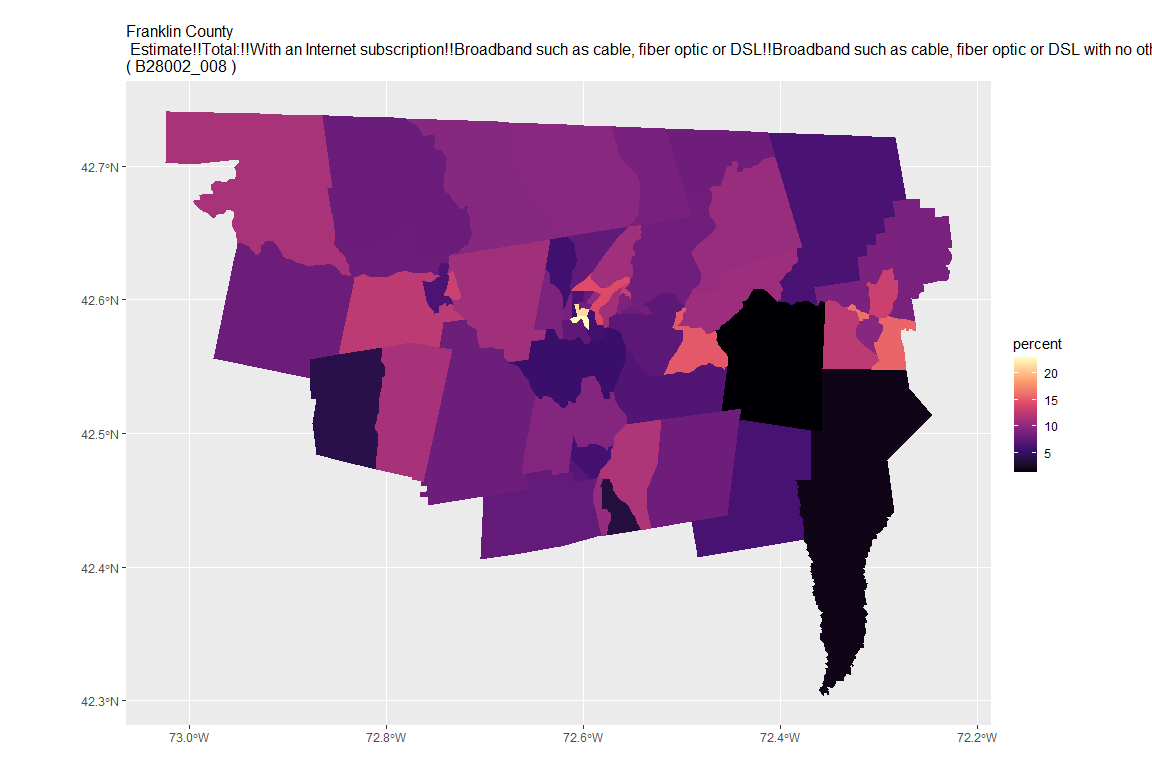 Franklin County
Estimate!!Total:!!With an Internet subscription!!Broadband such as cable, fiber optic or DSL!!Broadband such as cable, fiber optic or DSL with no oth
( B28002_008 )
42.7°N
42.6°N
42.5°N
42.4°N
42.3°N
73.0°W
72.8°W
72.6°W
72.4°W
72.2°W
percent
20
15
10
5